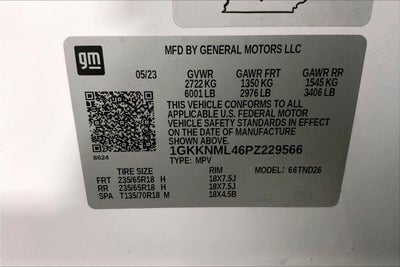 gm
MFD BY GENERAL MOTORS LLC
05/23 GVWR GAWR FRT GAWR RR
2722 KG 1350 KG 1545 KG
6001 LB 2976 LB 3406 LB
THIS VEHICLE CONFORMS TO ALL
APPLICABLE U.S. FEDERAL MOTOR
VEHICLE SAFETY STANDARDS IN EFFECT
ON THE DATE OF MANUFACTURE
SHOWN ABOVE.
8624
1GKKNML46PZ229566
TYPE: MPV
TIRE SIZE RIM MODEL: 66TND26
FRT 235/65R18 H 18X7.5J
RR 235/65R18 H 18X7.5J
SPA T135/70R18 M 18X4.5B